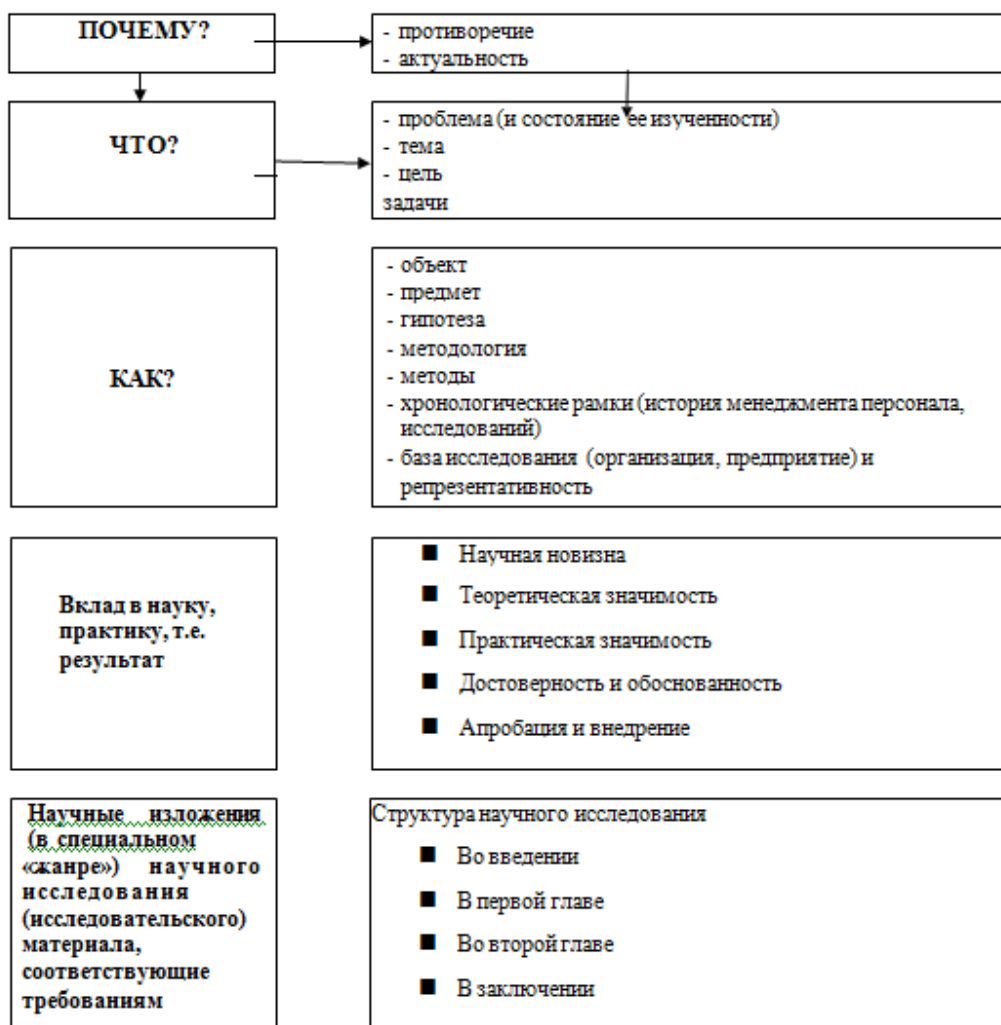 ПОЧЕМУ?
- противоречие
- актуальность
ЧТО?
- проблема (и состояние ее изученности)
- тема
- цель
задачи
КАК?
- объект
- предмет
- гипотеза
- методология
- методы
- хронологические рамки (история менеджмента персонала,
исследований)
- база исследования (организация, предприятие) и
репрезентативность
Вклад в науку,
практику, т.е.
результат
■ Научная новизна
■ Теоретическая значимость
■ Практическая значимость
■ Достоверность и обоснованность
■ Апробация и внедрение
Научные изложения
(в специальном
«жанре») научного
исследования
(исследовательского)
материала,
соответствующие
требованиям
Структура научного исследования
■ Во введении
■ В первой главе
■ Во второй главе
■ В заключении